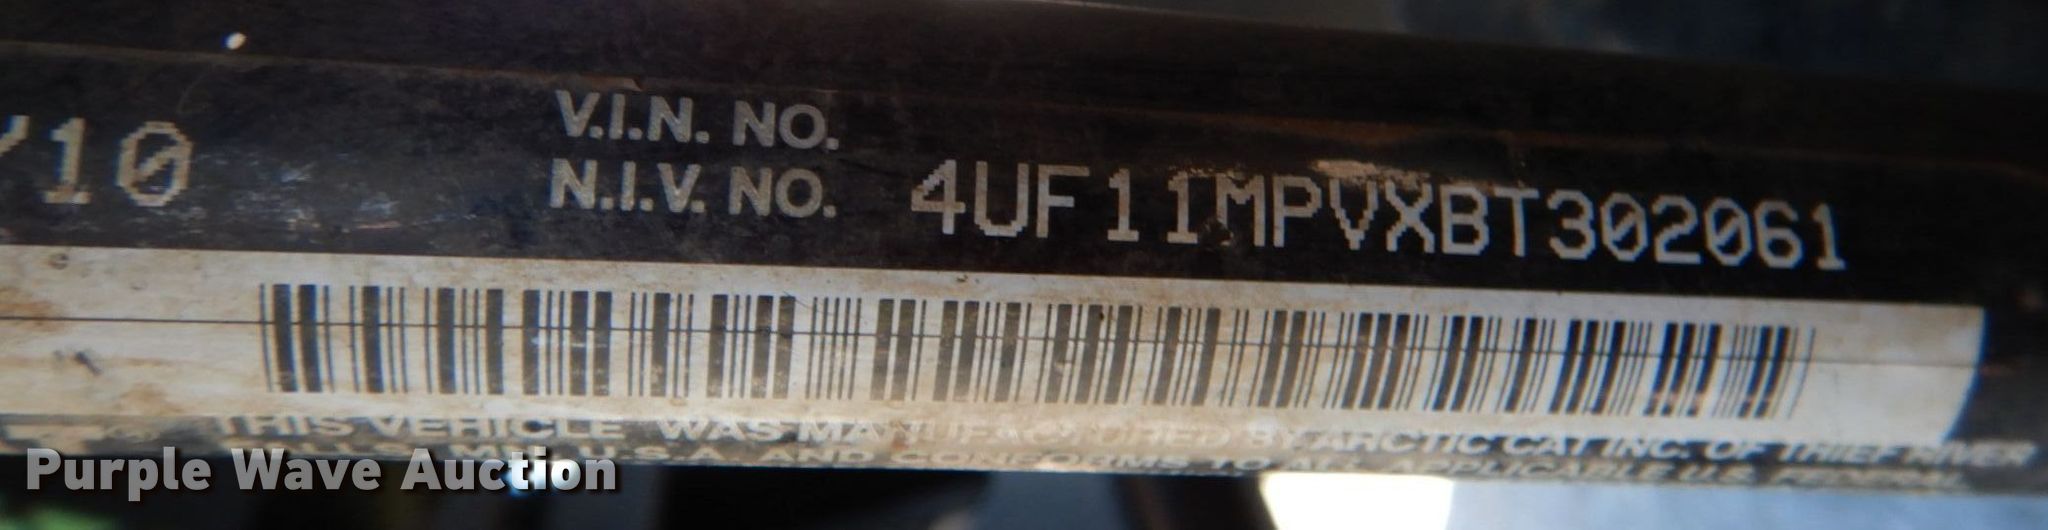 /10
V.I.N. NO.
N.I.V. NO. 4UF11MPVXBT302061
THIS VEHICLE WAS MANUFACTURED BY ARCTIC CAT INC. OF THIEF RIVER
U.S.A. AND CONFORMS TO ALL APPLICABLE U.S. FEDERAL
Purple Wave Auction